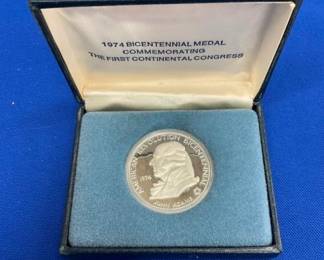 1974 BICENTENNIAL MEDAL
COMMEMORATING
THE FIRST CONTINENTAL CONGRESS
AMERICAN REVOLUTION BICENTENNIAL
JOHN ADAMS